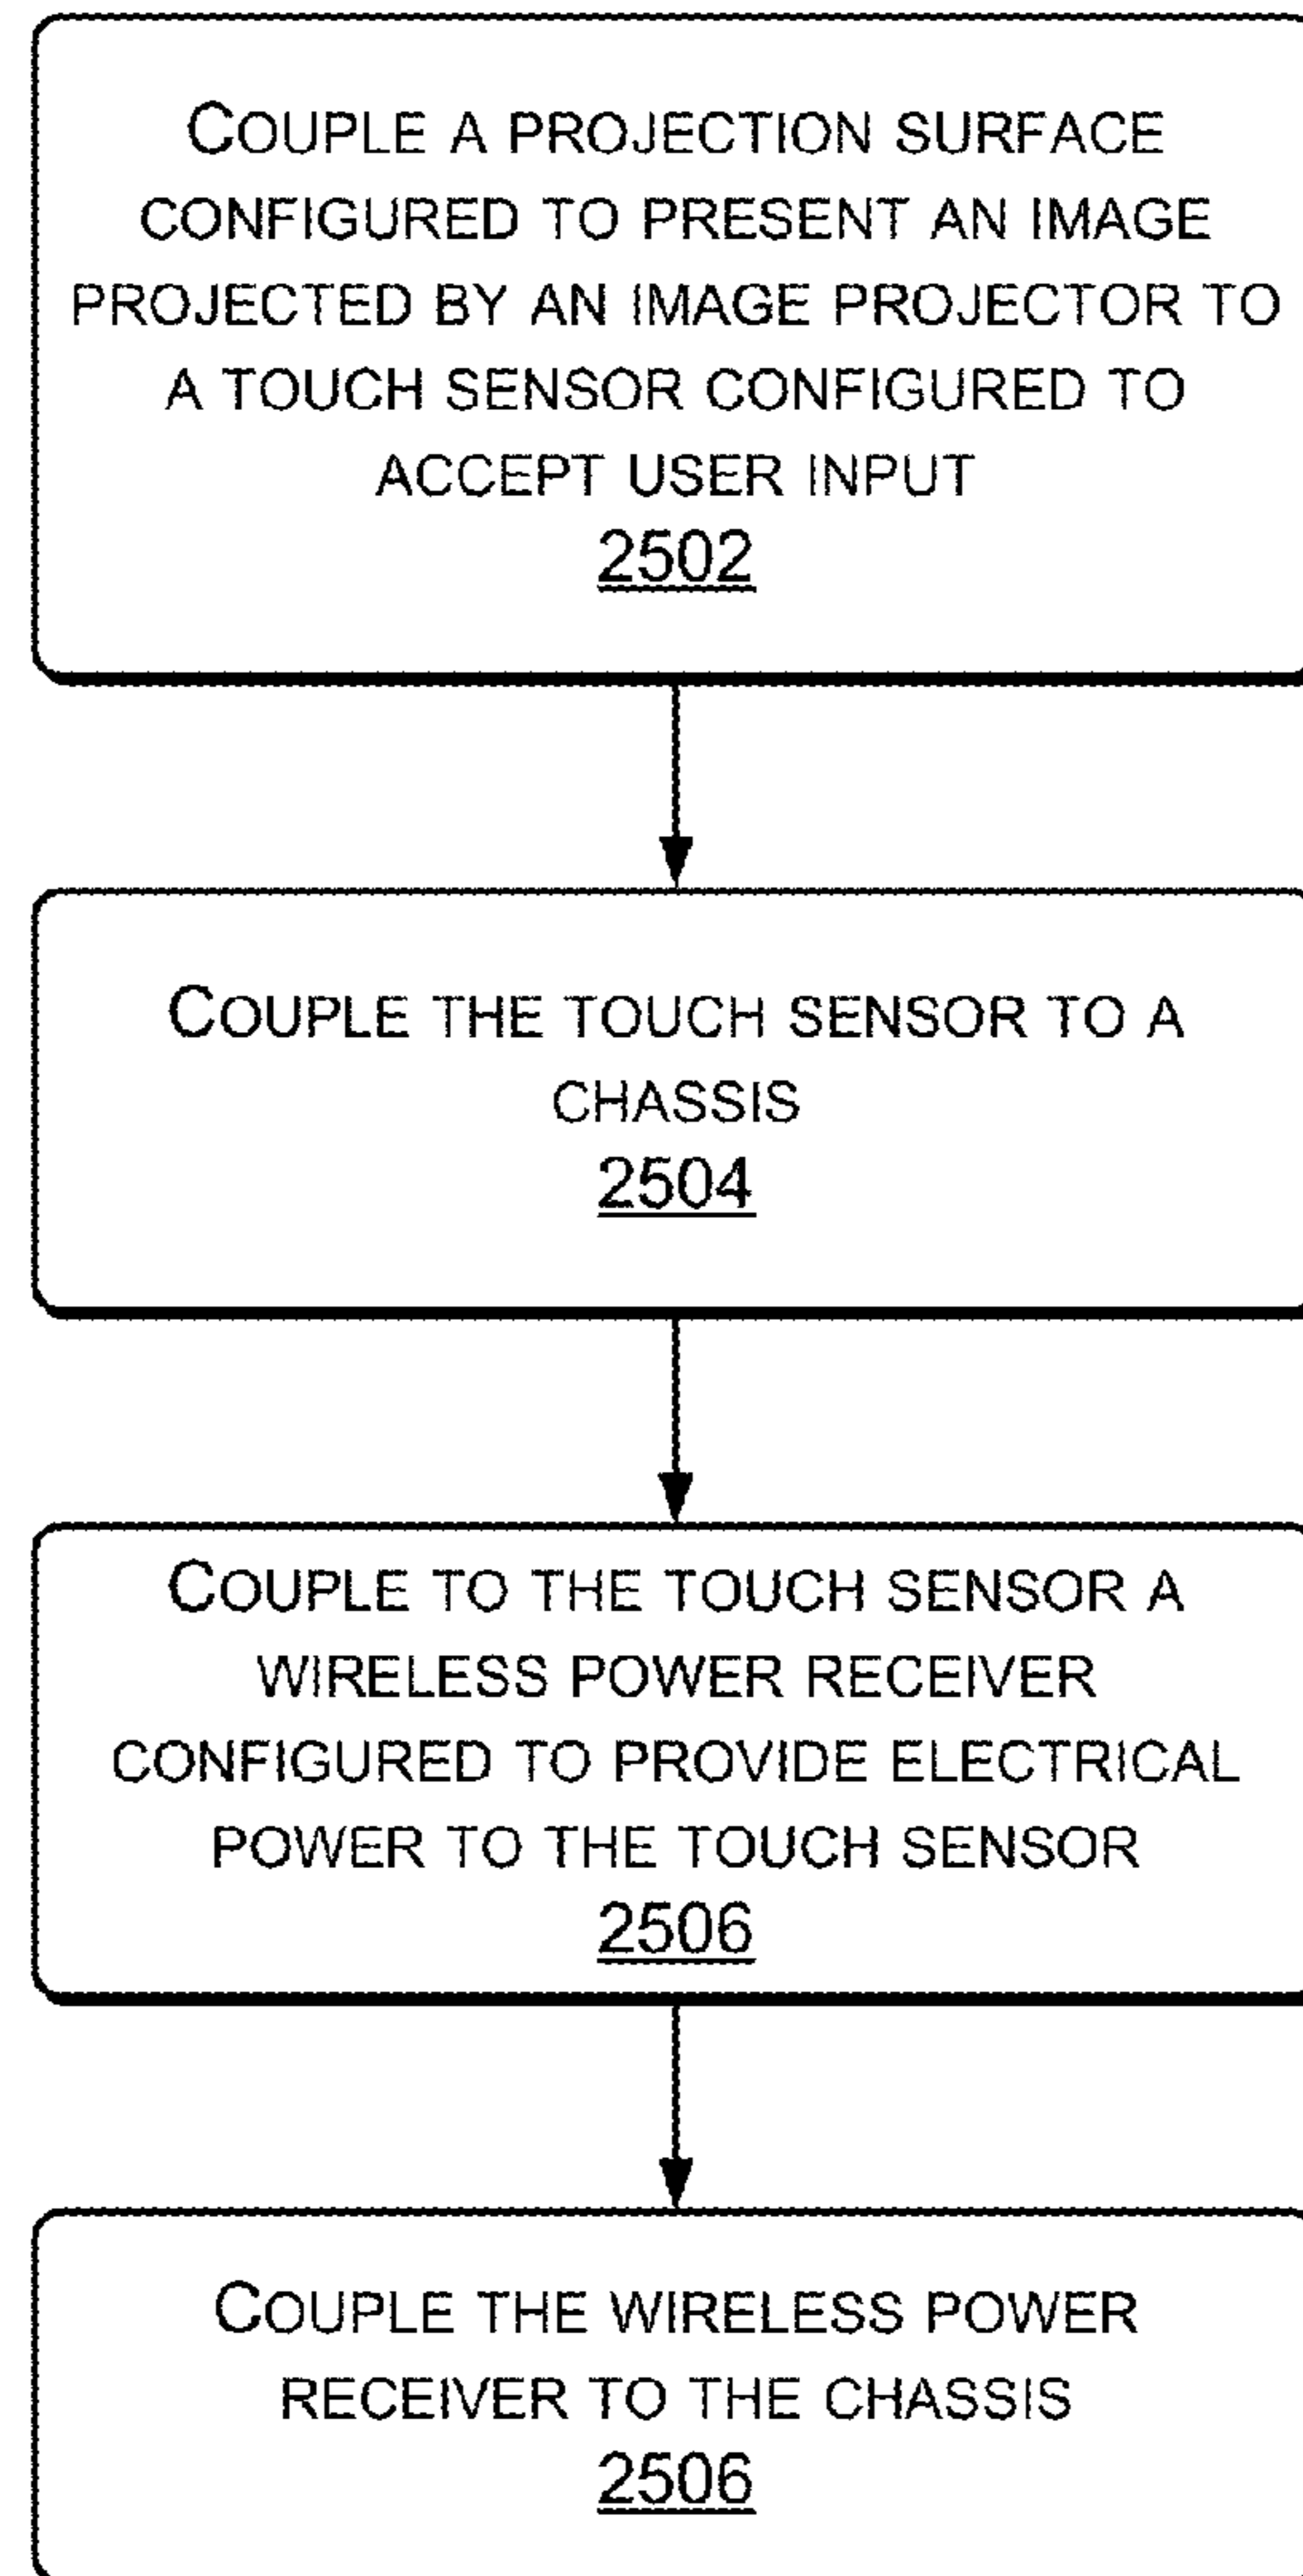 COUPLE A PROJECTION SURFACE
CONFIGURED TO PRESENT AN IMAGE
PROJECTED BY AN IMAGE PROJECTOR TO
A TOUCH SENSOR CONFIGURED TO
ACCEPT USER INPUT
2502
COUPLE THE TOUCH SENSOR TO A
CHASSIS
2504
COUPLE TO THE TOUCH SENSOR A
WIRELESS POWER RECEIVER
CONFIGURED TO PROVIDE ELECTRICAL
POWER TO THE TOUCH SENSOR
2506
COUPLE THE WIRELESS POWER
RECEIVER TO THE CHASSIS
2506